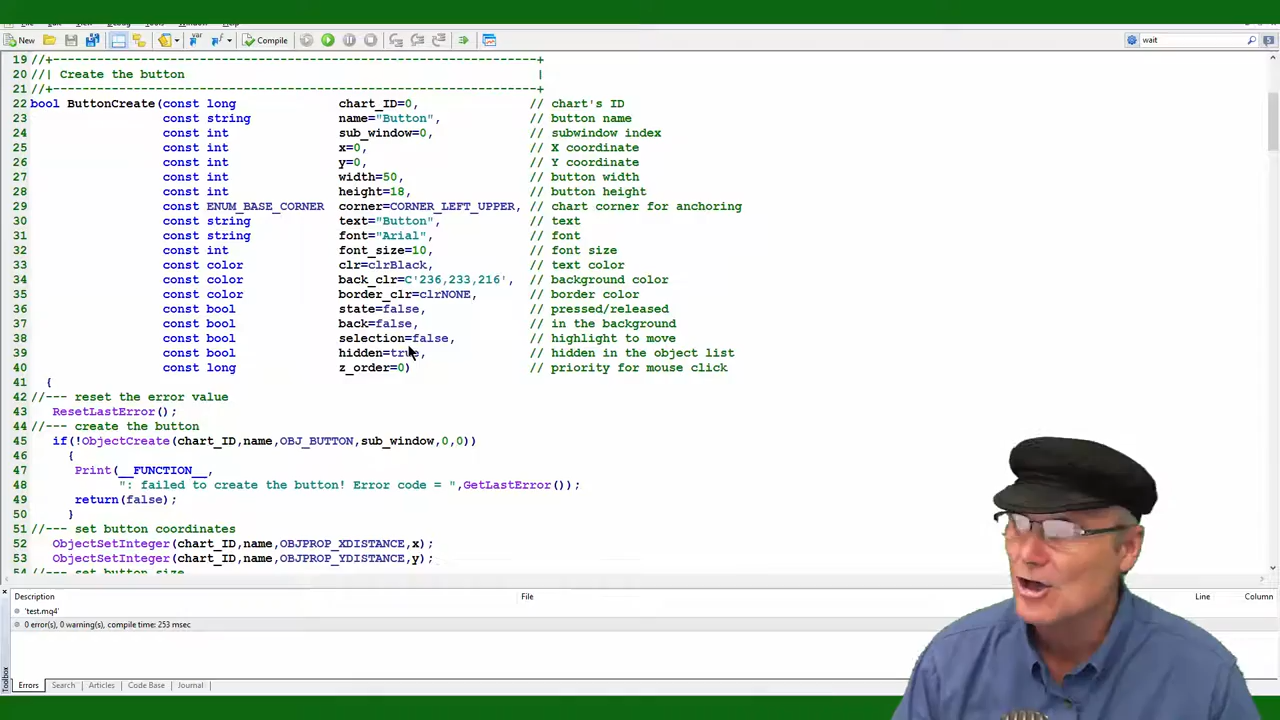 New
Compile
wait
19 //+------------------------------------------------------------------+
20 //| Create the button |
21 //+------------------------------------------------------------------+
22 bool ButtonCreate(const long chart_ID=0, // chart's ID
23 const string name="Button", // button name
24 const int sub_window=0, // subwindow index
25 const int x=0, // X coordinate
26 const int y=0, // Y coordinate
27 const int width=50, // button width
28 const int height=18, // button height
29 const ENUM_BASE_CORNER corner=CORNER_LEFT_UPPER, // chart corner for anchoring
30 const string text="Button", // text
31 const string font="Arial", // font
32 const int font_size=10, // font size
33 const color clr=clrBlack, // text color
34 const color back_clr=C'236,233,216', // background color
35 const color border_clr=clrNONE, // border color
36 const bool state=false, // pressed/released
37 const bool back=false, // in the background
38 const bool selection=false, // highlight to move
39 const bool hidden=true, // hidden in the object list
40 const long z_order=0) // priority for mouse click
41 {
42 //--- reset the error value
43 ResetLastError();
44 //--- create the button
45 if(!ObjectCreate(chart_ID,name,OBJ_BUTTON,sub_window,0,0))
46 {
47 Print(__FUNCTION__,
48 ": failed to create the button! Error code = ",GetLastError());
49 return(false);
50 }
51 //--- set button coordinates
52 ObjectSetInteger(chart_ID,name,OBJPROP_XDISTANCE,x);
53 ObjectSetInteger(chart_ID,name,OBJPROP_YDISTANCE,y);
54 //--- set button size
Description File Line Column
'test.mq4'
0 error(s), 0 warning(s), compile time: 253 msec
Toolbox
Errors Search Articles Code Base Journal